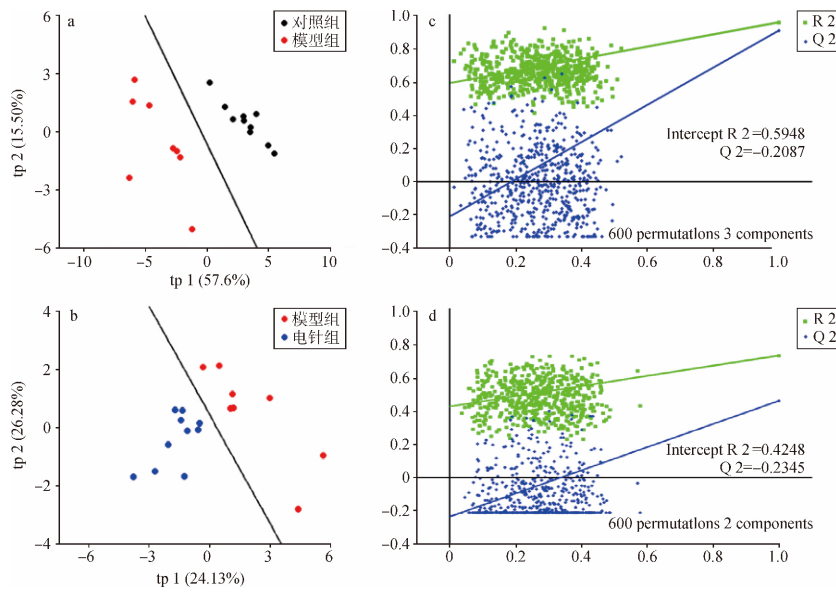 a
对照组
模型组
6
3
0
−3
−6
tp 2 (15.50%)
−10
−5
0
5
10
tp 1 (57.6%)
c
R 2
Q 2
1.0
0.8
0.6
0.4
0.2
0
−0.2
−0.4
Intercept R 2=0.5948
Q 2=−0.2087
600 permutatIons 3 components
0
0.2
0.4
0.6
0.8
1.0
b
模型组
电针组
4
2
0
−2
−4
tp 2 (26.28%)
−6
−3
0
3
6
tp 1 (24.13%)
d
R 2
Q 2
1.0
0.8
0.6
0.4
0.2
0
−0.2
−0.4
Intercept R 2=0.4248
Q 2=−0.2345
600 permutatIons 2 components
0
0.2
0.4
0.6
0.8
1.0